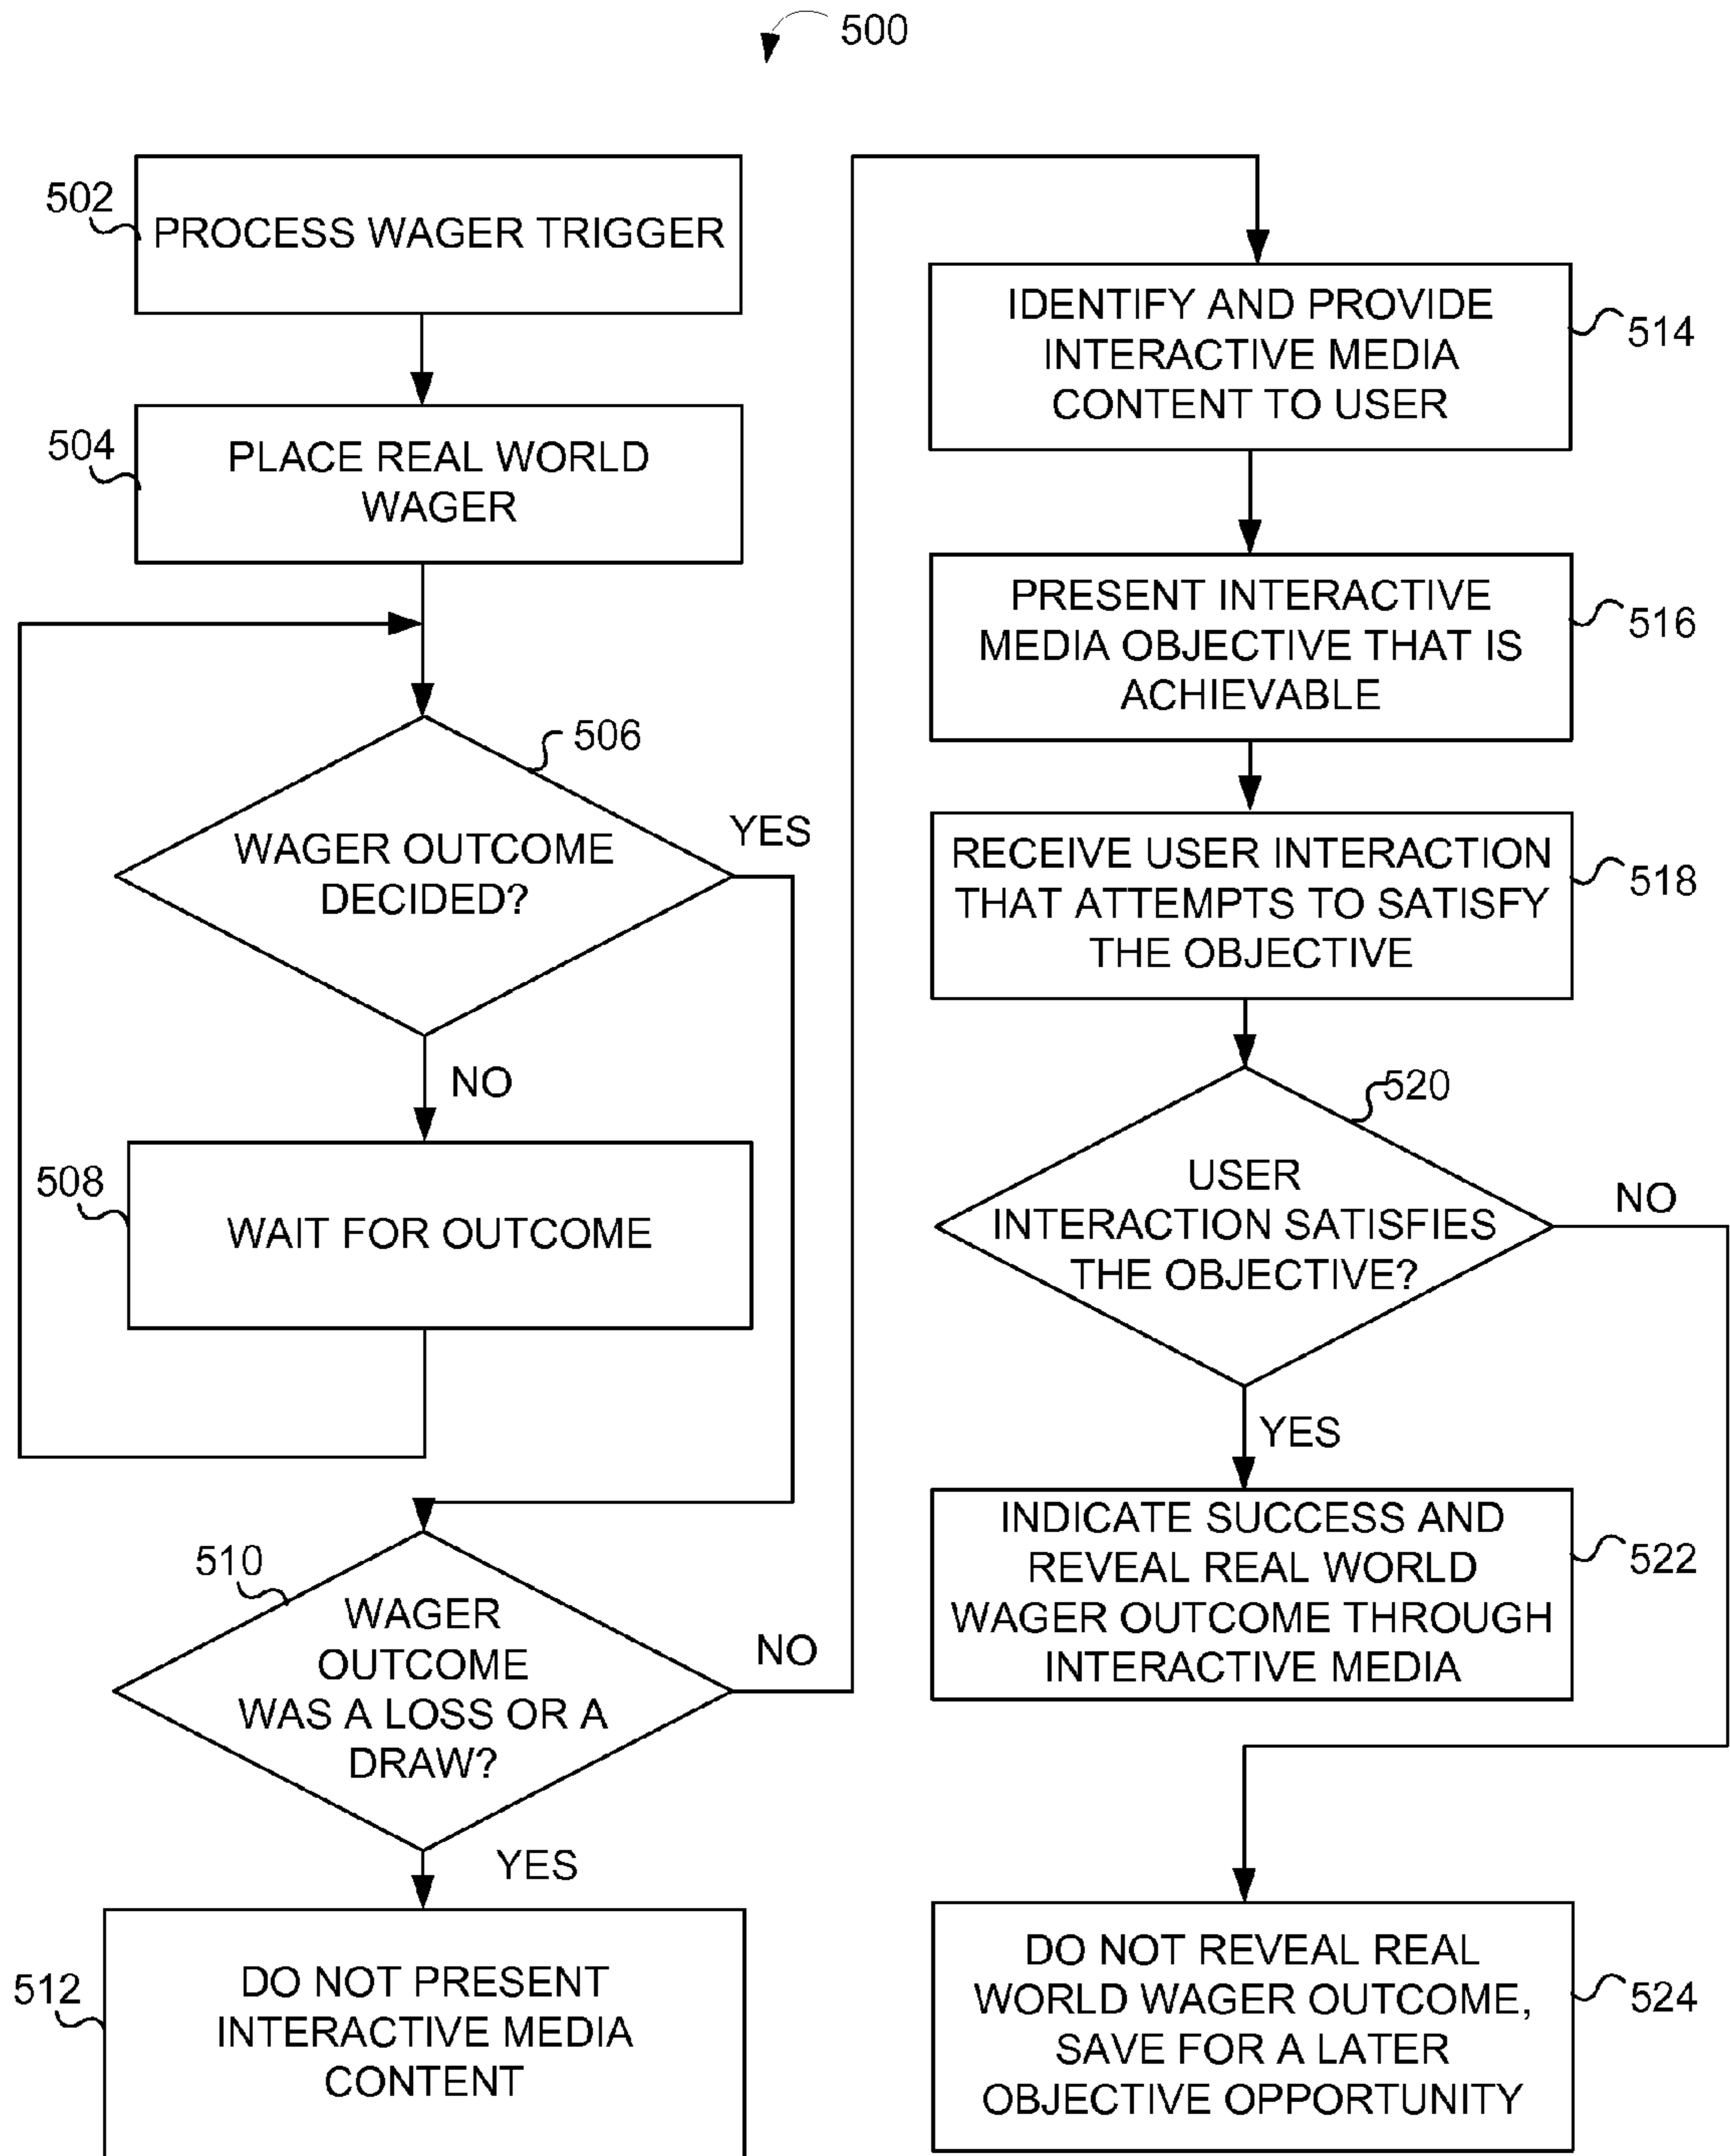 500
502
PROCESS WAGER TRIGGER
504
PLACE REAL WORLD
WAGER
506
WAGER OUTCOME
DECIDED?
YES
NO
508
WAIT FOR OUTCOME
510
WAGER
OUTCOME
WAS A LOSS OR A
DRAW?
NO
YES
512
DO NOT PRESENT
INTERACTIVE MEDIA
CONTENT
IDENTIFY AND PROVIDE
INTERACTIVE MEDIA
CONTENT TO USER
514
PRESENT INTERACTIVE
MEDIA OBJECTIVE THAT IS
ACHIEVABLE
516
RECEIVE USER INTERACTION
THAT ATTEMPTS TO SATISFY
THE OBJECTIVE
518
520
USER
INTERACTION SATISFIES
THE OBJECTIVE?
NO
YES
INDICATE SUCCESS AND
REVEAL REAL WORLD
WAGER OUTCOME THROUGH
INTERACTIVE MEDIA
522
DO NOT REVEAL REAL
WORLD WAGER OUTCOME,
SAVE FOR A LATER
OBJECTIVE OPPORTUNITY
524